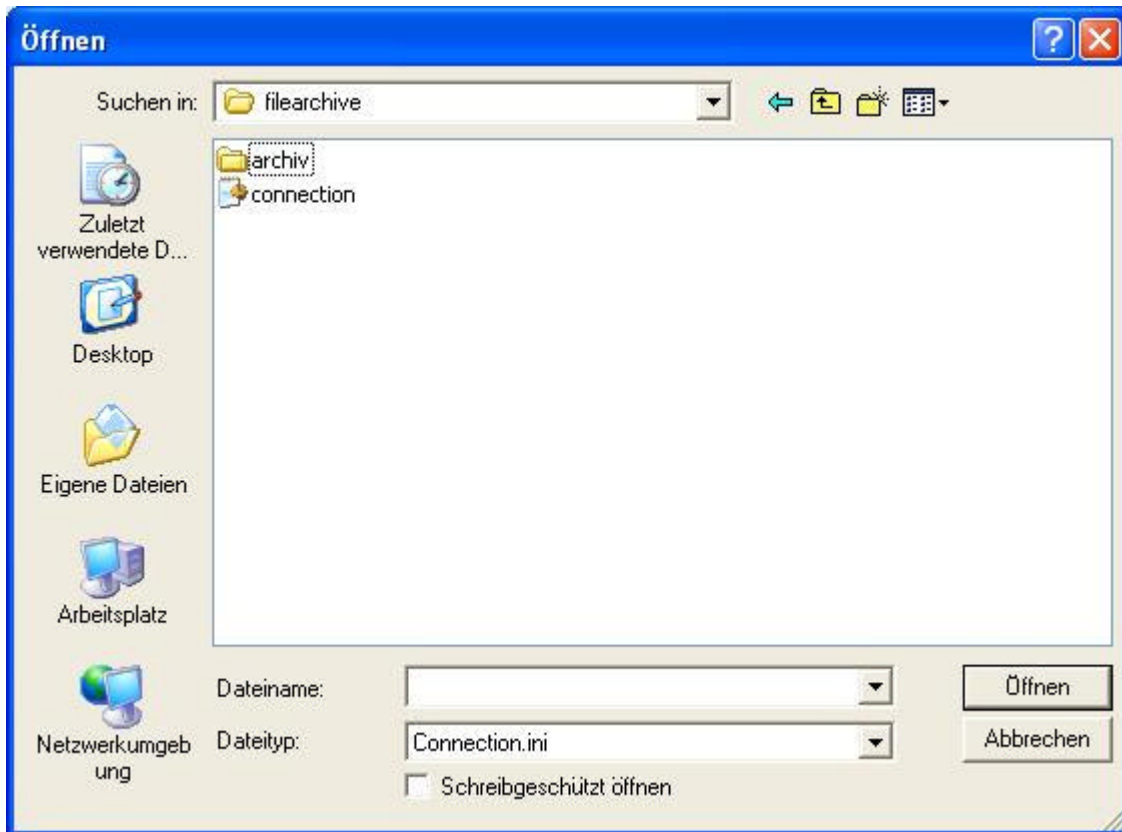 Öffnen
Suchen in:
filearchive
archiv
connection
Zuletzt
verwendete D...
Desktop
Eigene Dateien
Arbeitsplatz
Netzwerkumgeb
ung
Dateiname:
Öffnen
Dateityp:
Connection.ini
Abbrechen
Schreibgeschützt öffnen